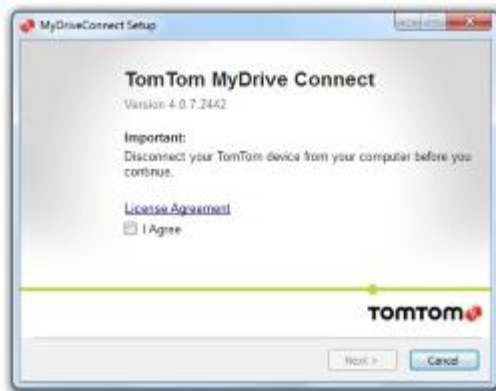 MyDriveConnect Setup
TomTom MyDrive Connect
Version 4.0.7.2442
Important:
Disconnect your TomTom device from your computer before you
continue.
License Agreement
I Agree
TOMTOM
Next >
Cancel